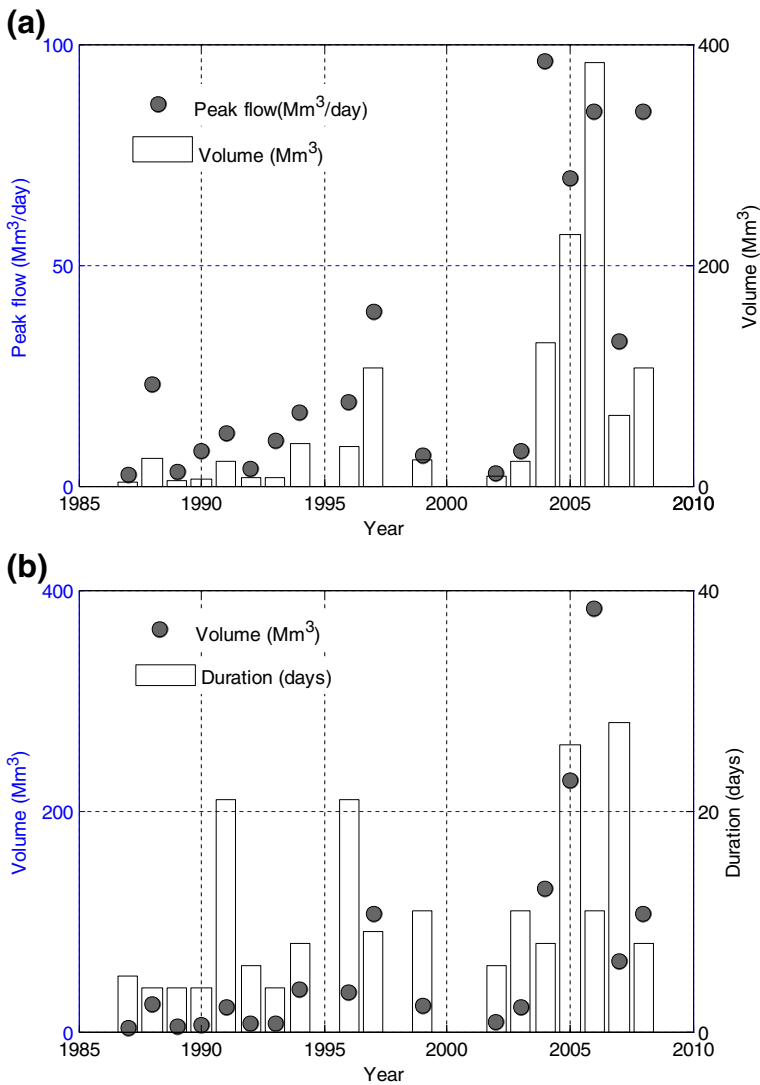 (a)
100
400
Peak flow(Mm³/day)
Volume (Mm³)
50
200
Peak flow (Mm³/day)
Volume (Mm³)
0
0
1985 1990 1995 2000 2005 2010
Year
(b)
400
40
Volume (Mm³)
Duration (days)
200
20
Volume (Mm³)
Duration (days)
0
0
1985 1990 1995 2000 2005 2010
Year